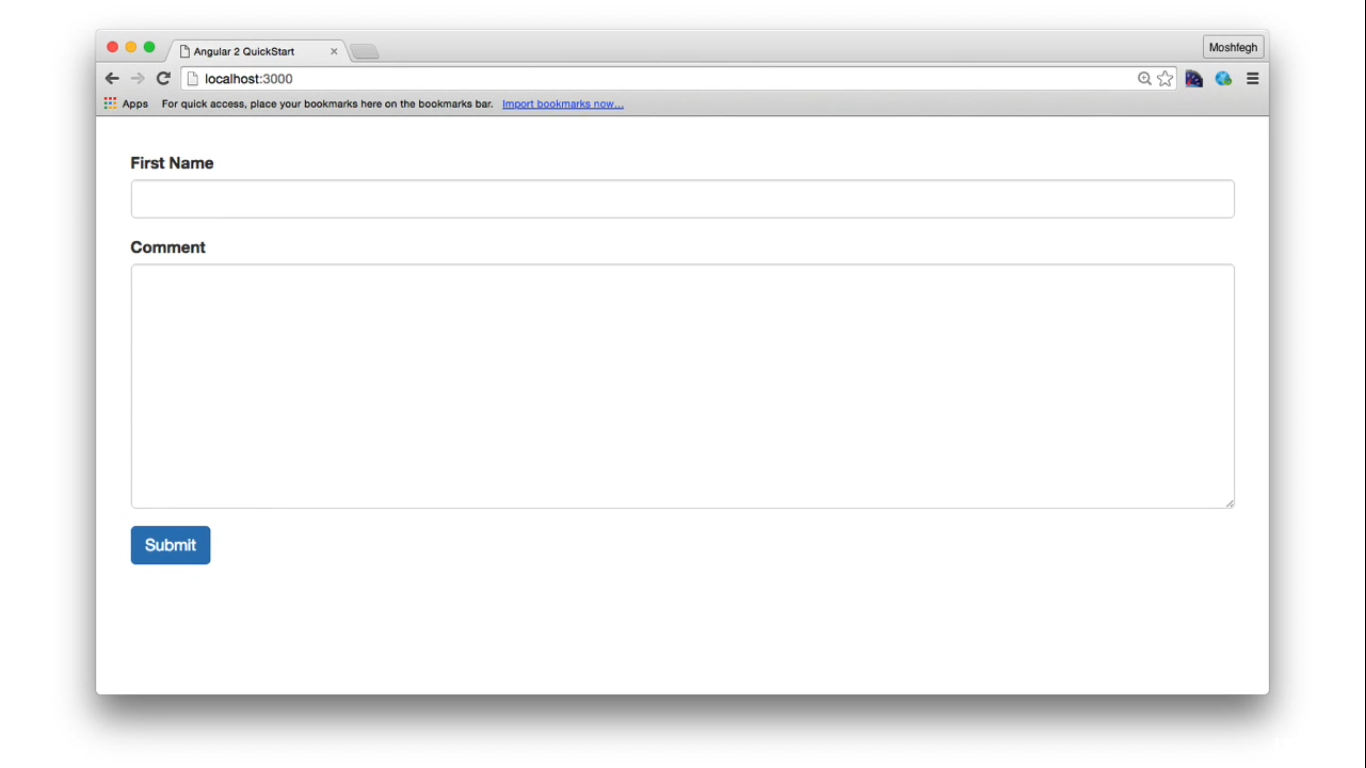 Angular 2 QuickStart
Moshfegh
localhost:3000
Apps For quick access, place your bookmarks here on the bookmarks bar. Import bookmarks now...
First Name
Comment
Submit